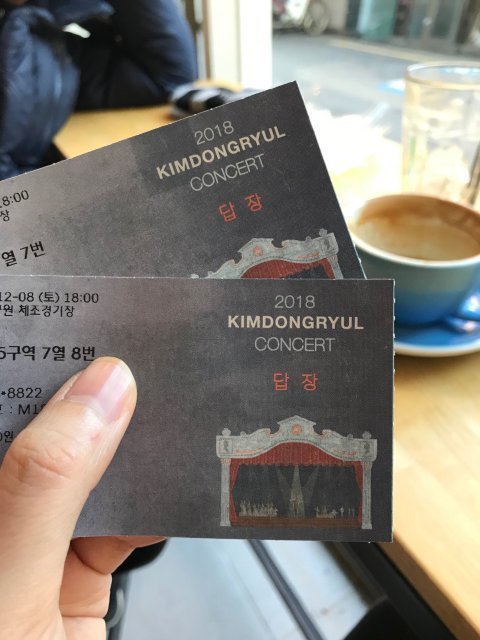 2018
KIMDONGRYUL
CONCERT
답 장
18:00
장
열 7번
12-08 (토) 18:00
체조경기장
5구역 7열 8번
8822
: M1
원
2018
KIMDONGRYUL
CONCERT
답 장